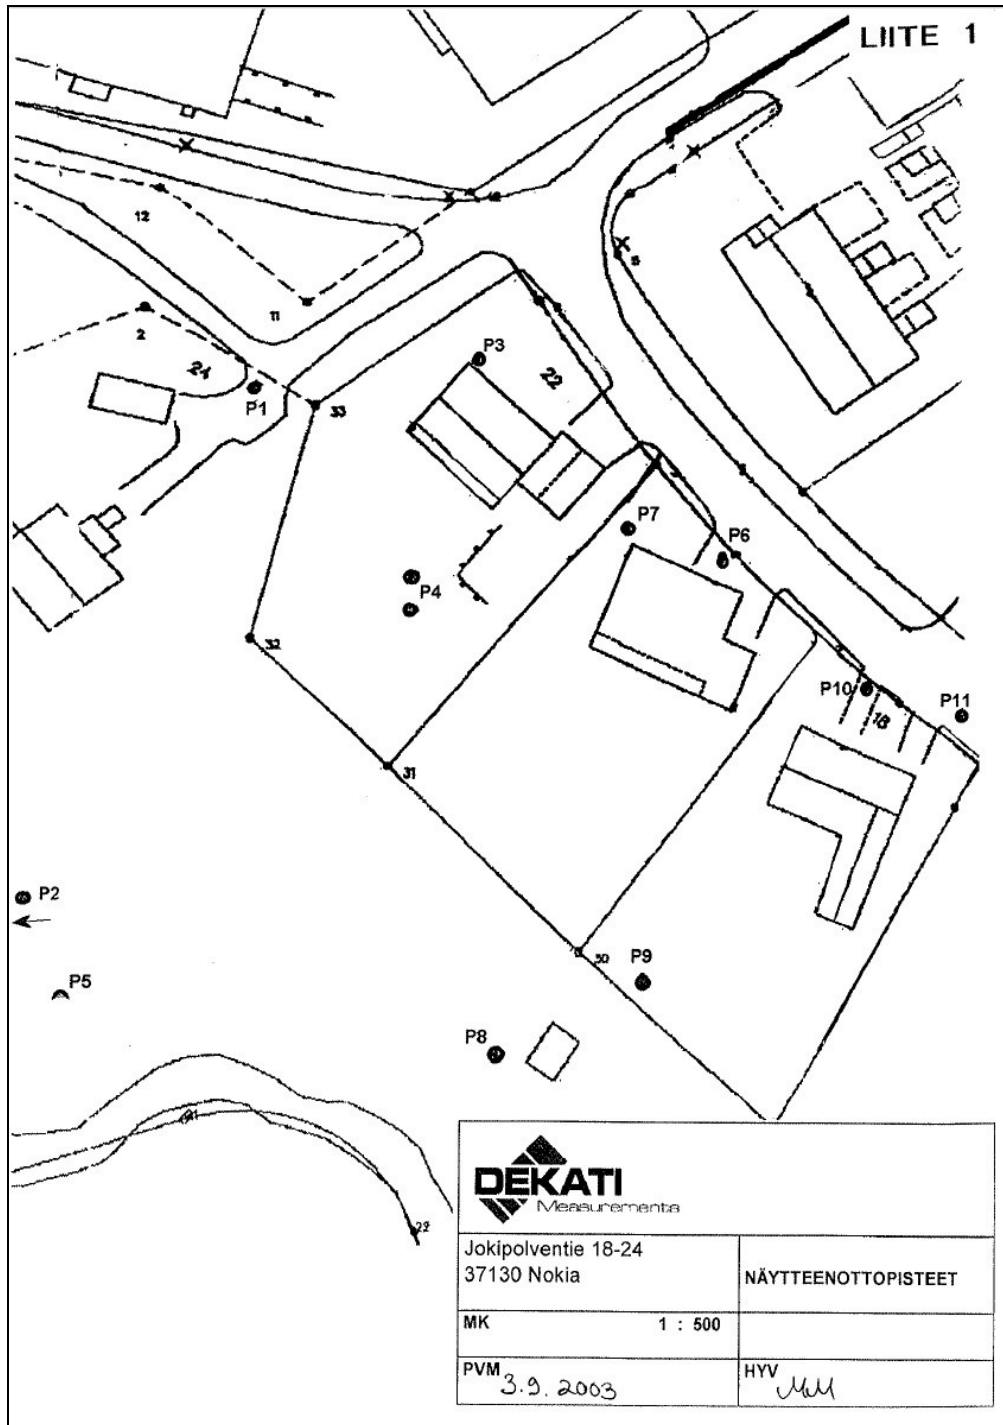 LIITE 1
12
11
2
24
P1
33
P3
22
P7
P6
P4
32
31
P10
18
P11
P2
P5
P9
P8
DEKATI
Measurements
Jokipolventie 18-24
37130 Nokia
NÄYTTEENOTTOPISTEET
MK 1 : 500
PVM 3.9. 2003
HYV